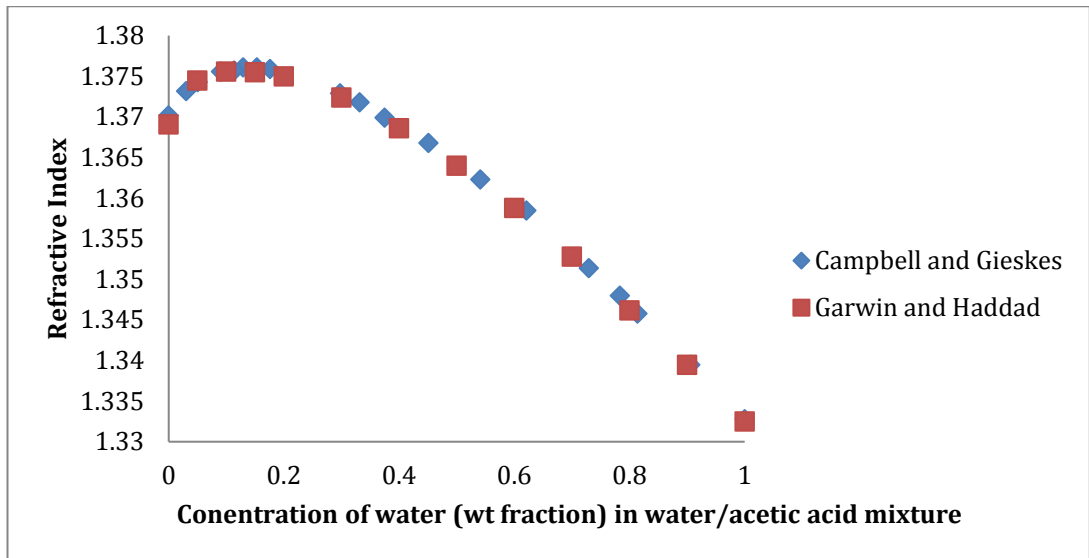 1.38
1.375
1.37
1.365
1.36
1.355
1.35
1.345
1.34
1.335
1.33
Refractive Index
0 0.2 0.4 0.6 0.8 1
Conentration of water (wt fraction) in water/acetic acid mixture
Campbell and Gieskes
Garwin and Haddad